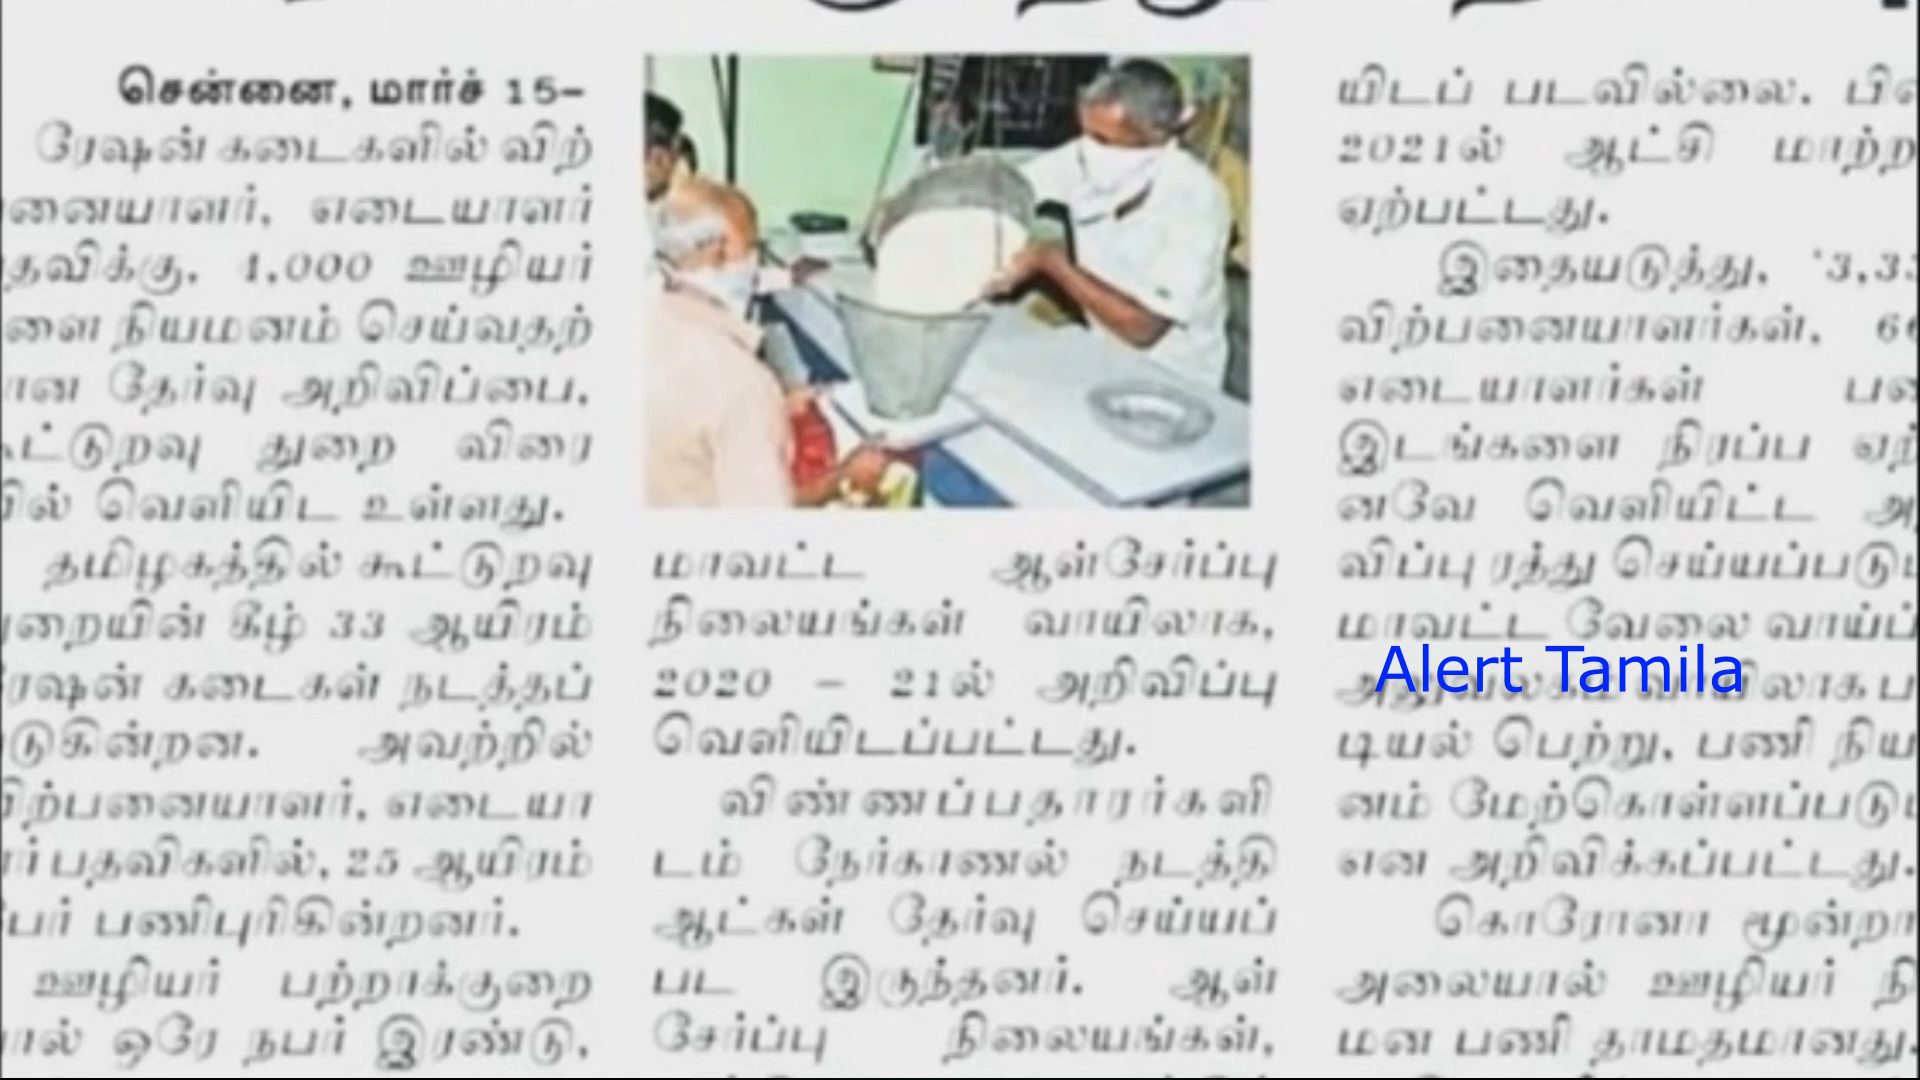 சென்னை, மார்ச் 15–
ரேஷன் கடைகளில் விற்
னையாளர், எடையாளர்
தவிக்கு, 4,000 ஊழியர்
ளை நியமனம் செய்வதற்
ான தேர்வு அறிவிப்பை,
கூட்டுறவு துறை விரை
வில் வெளியிட உள்ளது.
தமிழகத்தில் கூட்டுறவு
துறையின் கீழ் 33 ஆயிரம்
ரேஷன் கடைகள் நடத்தப்
டுகின்றன. அவற்றில்
விற்பனையாளர், எடையா
ளர் பதவிகளில், 25 ஆயிரம்
பேர் பணிபுரிகின்றனர்.
ஊழியர் பற்றாக்குறை
யால் ஒரே நபர் இரண்டு,
மாவட்ட ஆள்சேர்ப்பு
நிலையங்கள் வாயிலாக,
2020 – 21ல் அறிவிப்பு
வெளியிடப்பட்டது.
விண்ணப்பதாரர்களி
டம் நேர்காணல் நடத்தி
ஆட்கள் தேர்வு செய்யப்
பட இருந்தனர். ஆள்
சேர்ப்பு நிலையங்கள்,
யிடப் படவில்லை. பின்
2021ல் ஆட்சி மாற்ற
ஏற்பட்டது.
இதையடுத்து, '3,33
விற்பனையாளர்கள், 66
எடையாளர்கள் பண
இடங்களை நிரப்ப ஏற்
னவே வெளியிட்ட அ
விப்பு ரத்து செய்யப்படு
மாவட்ட வேலை வாய்ப்
Alert Tamila
டியல் பெற்று, பணி நிய
னம் மேற்கொள்ளப்படு
என அறிவிக்கப்பட்டது.
கொரோனா மூன்றா
அலையால் ஊழியர் நி
மன பணி தாமதமானது.